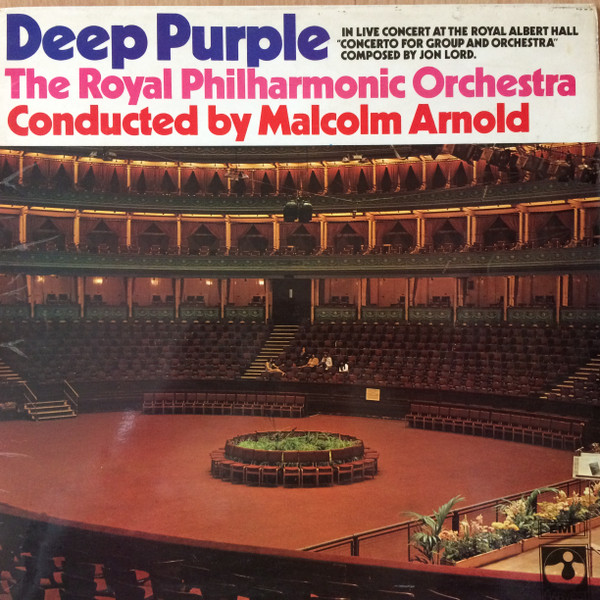 Deep Purple
IN LIVE CONCERT AT THE ROYAL ALBERT HALL
"CONCERTO FOR GROUP AND ORCHESTRA"
COMPOSED BY JON LORD.
The Royal Philharmonic Orchestra
Conducted by Malcolm Arnold
EMI